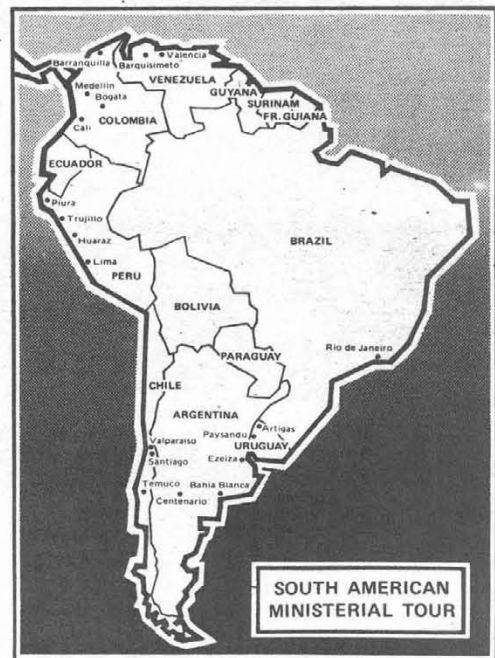 Barranquilla
Barquisimeto
Valencia
VENEZUELA
Medellin
Bogata
GUYANA
SURINAM
FR. GUIANA
COLOMBIA
Cali
ECUADOR
Piura
Trujillo
Huaraz
Lima
PERU
BRAZIL
BOLIVIA
PARAGUAY
Rio de Janeiro
CHILE
ARGENTINA
Artigas
Paysando
URUGUAY
Valparaiso
Santiago
Ezeiza
Temuco
Bahia Blanca
Centenario
SOUTH AMERICAN
MINISTERIAL TOUR